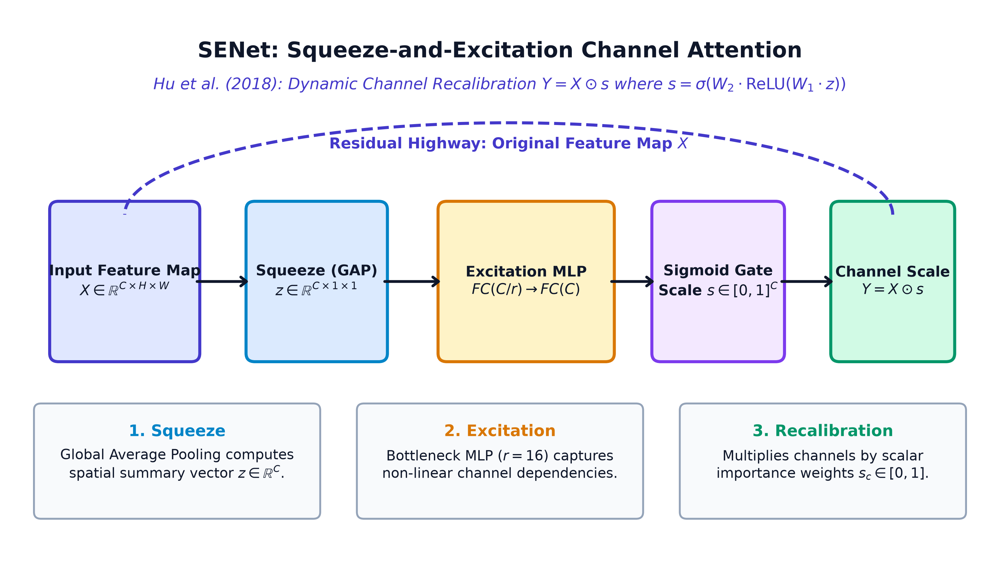 SENet: Squeeze-and-Excitation Channel Attention
Hu et al. (2018): Dynamic Channel Recalibration Y = X ⊙ s where s = σ(W₂ · ReLU(W₁ · z))
Residual Highway: Original Feature Map X
Input Feature Map
X ∈ ℝ^{C × H × W}
Squeeze (GAP)
z ∈ ℝ^{C × 1 × 1}
Excitation MLP
FC(C/r) → FC(C)
Sigmoid Gate
Scale s ∈ [0, 1]^C
Channel Scale
Y = X ⊙ s
1. Squeeze
Global Average Pooling computes
spatial summary vector z ∈ ℝ^C.
2. Excitation
Bottleneck MLP (r = 16) captures
non-linear channel dependencies.
3. Recalibration
Multiplies channels by scalar
importance weights s_c ∈ [0, 1].